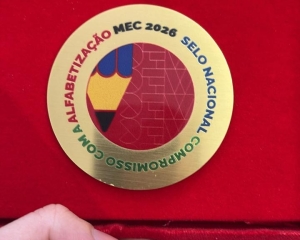 SELO NACIONAL COMPROMISSO COM A ALFABETIZAÇÃO MEC 2026